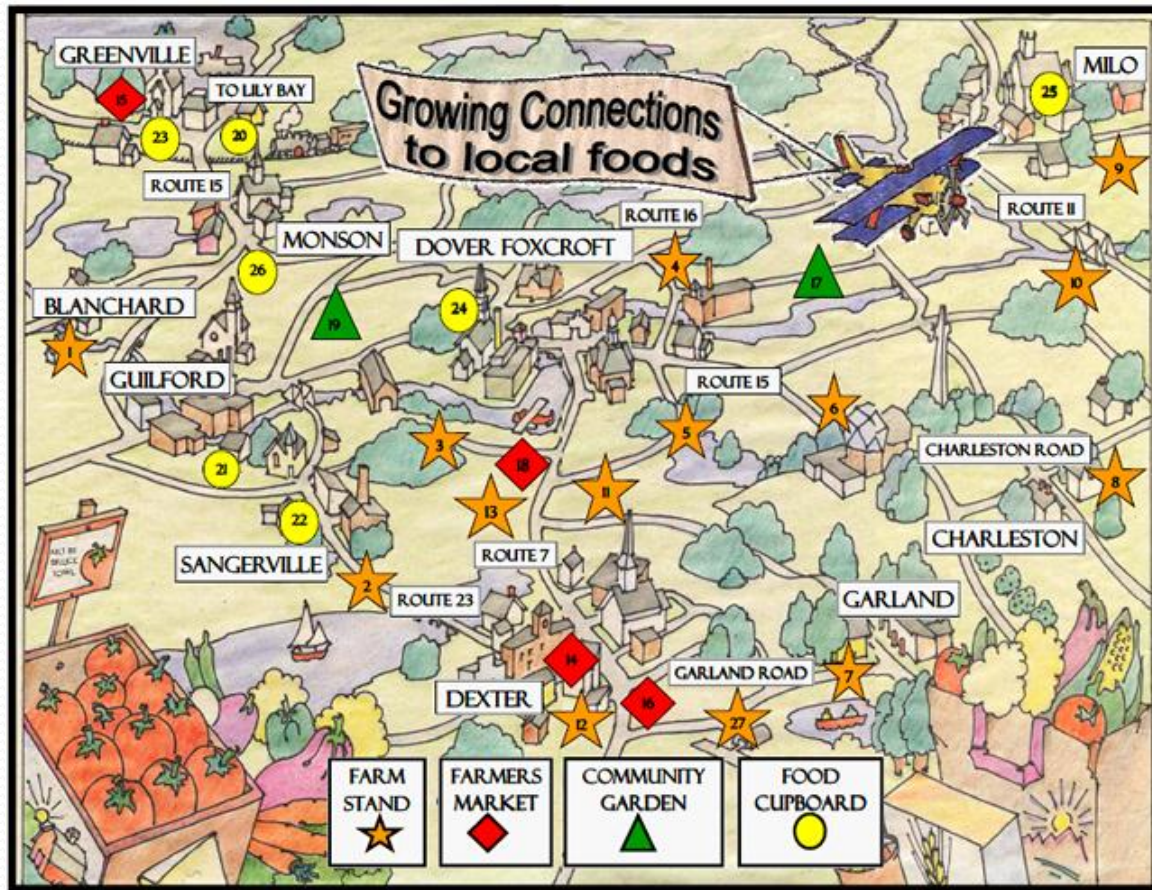 GREENVILLE
MILO
TO LILY BAY
Growing Connections
to local foods
15
23
20
25
9
ROUTE 15
ROUTE 16
ROUTE 11
MONSON
DOVER FOXCROFT
26
4
17
10
BLANCHARD
19
24
1
GUILFORD
ROUTE 15
6
3
5
CHARLESTON ROAD
21
18
11
8
13
22
ROUTE 7
CHARLESTON
SANGERVILLE
2
ROUTE 23
GARLAND
14
GARLAND ROAD
7
DEXTER
16
12
27
FARM
STAND
FARMERS
MARKET
COMMUNITY
GARDEN
FOOD
CUPBOARD